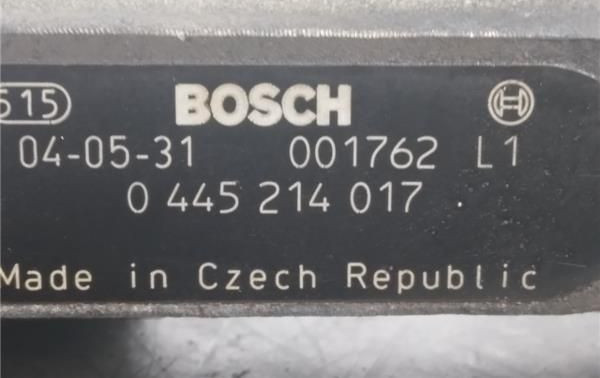 515 BOSCH
04-05-31 001762 L1
0 445 214 017
Made in Czech Republic